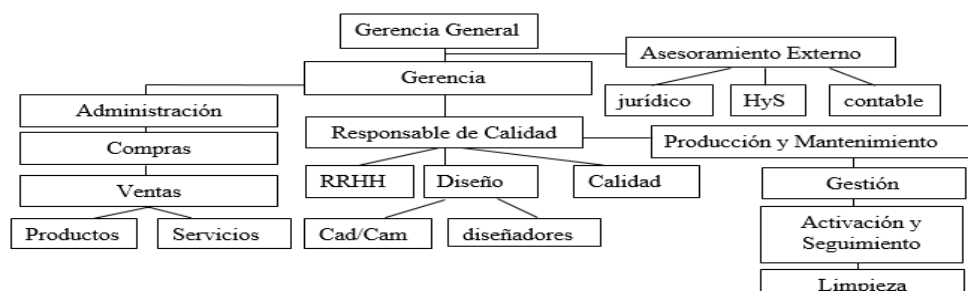 Gerencia General
Asesoramiento Externo
Gerencia
jurídico
HyS
contable
Administración
Responsable de Calidad
Producción y Mantenimiento
Compras
RRHH
Diseño
Calidad
Gestión
Ventas
Productos
Servicios
Cad/Cam
diseñadores
Activación y
Seguimiento
Limpieza